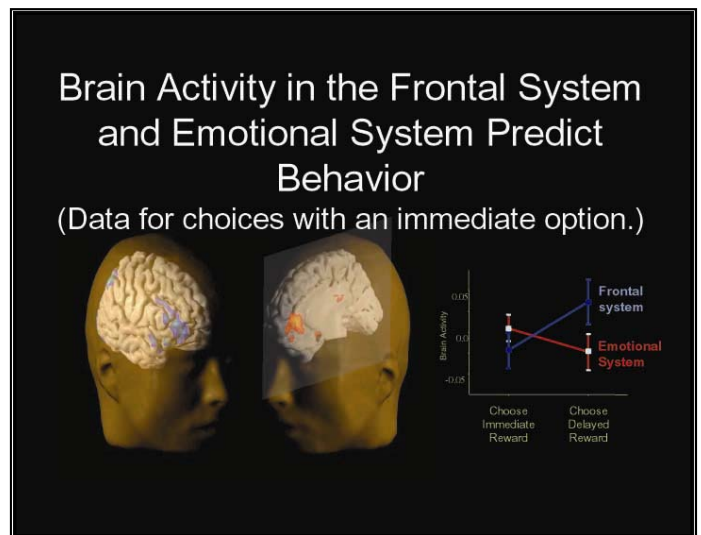 Brain Activity in the Frontal System
and Emotional System Predict
Behavior
(Data for choices with an immediate option.)
Brain Activity
0.05
0.0
-0.05
Frontal
system
Emotional
System
Choose
Immediate
Reward
Choose
Delayed
Reward